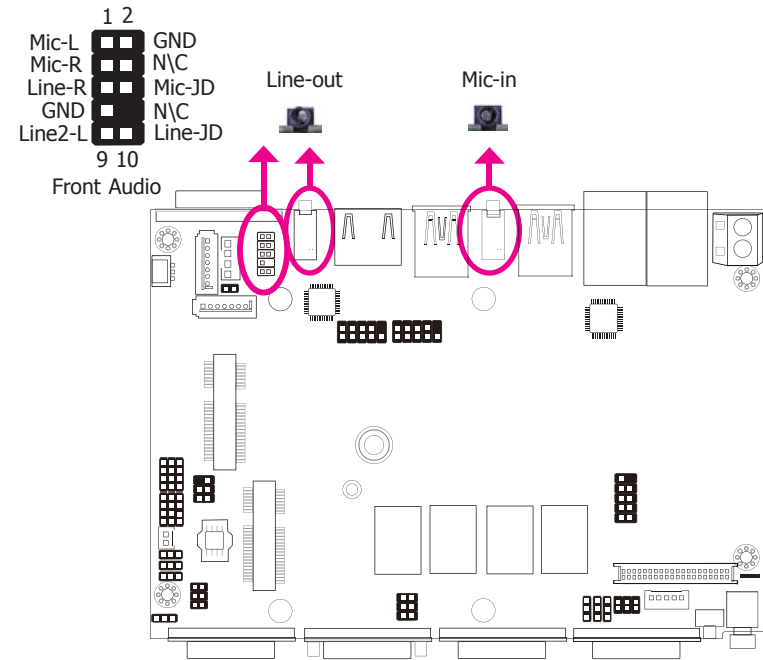 1 2
Mic-L GND
Mic-R N\C
Line-R Mic-JD
GND N\C
Line2-L Line-JD
9 10
Front Audio
Line-out
Mic-in